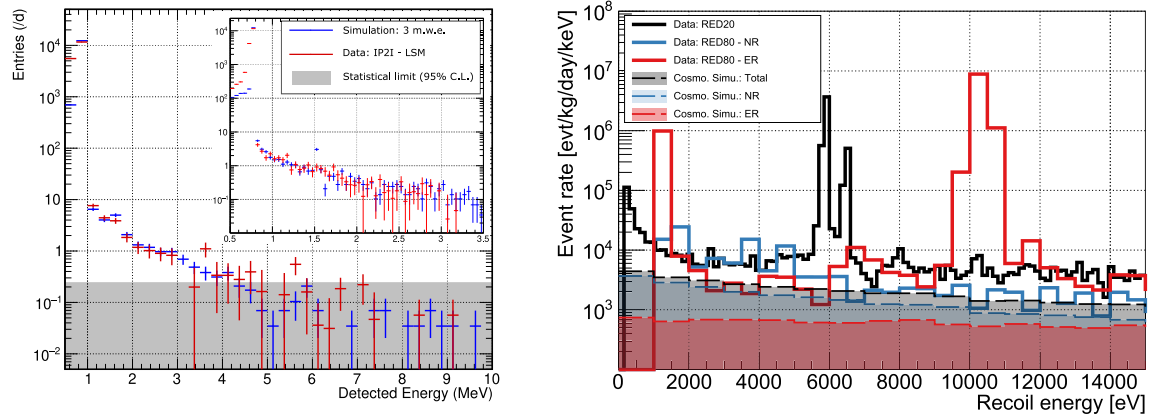 Entries (/d)
10⁴
10³
10²
10
1
10⁻¹
10⁻²
1 2 3 4 5 6 7 8 9 10
Detected Energy (MeV)
10⁴
10³
10²
10
1
10⁻¹
0.5 1 1.5 2 2.5 3 3.5
Simulation: 3 m.w.e.
Data: IP2I - LSM
Statistical limit (95% C.L.)
Event rate [evt/kg/day/keV]
10⁸
10⁷
10⁶
10⁵
10⁴
10³
0 2000 4000 6000 8000 10000 12000 14000
Recoil energy [eV]
Data: RED20
Data: RED80 - NR
Data: RED80 - ER
Cosmo. Simu.: Total
Cosmo. Simu.: NR
Cosmo. Simu.: ER